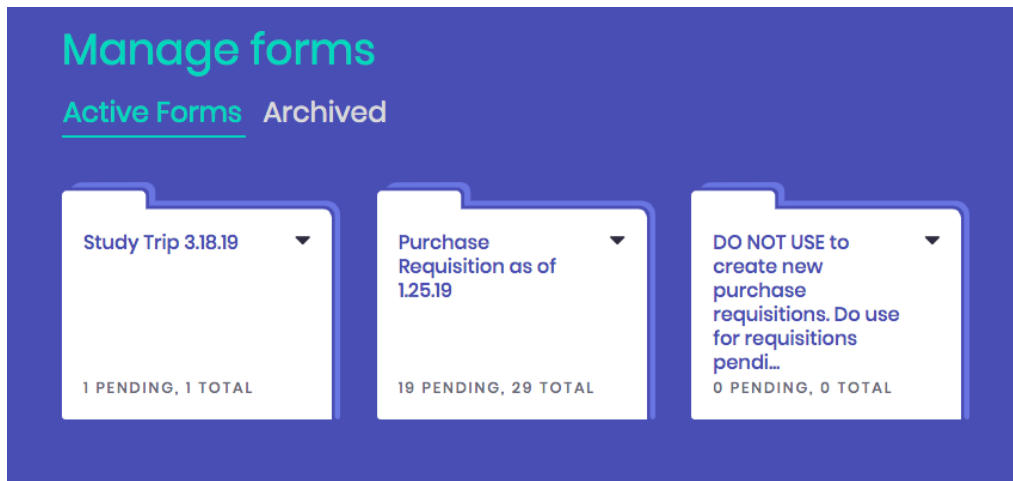 Manage forms
Active Forms Archived
Study Trip 3.18.19
1 PENDING, 1 TOTAL
Purchase
Requisition as of
1.25.19
19 PENDING, 29 TOTAL
DO NOT USE to
create new
purchase
requisitions. Do use
for requisitions
pendi...
0 PENDING, 0 TOTAL